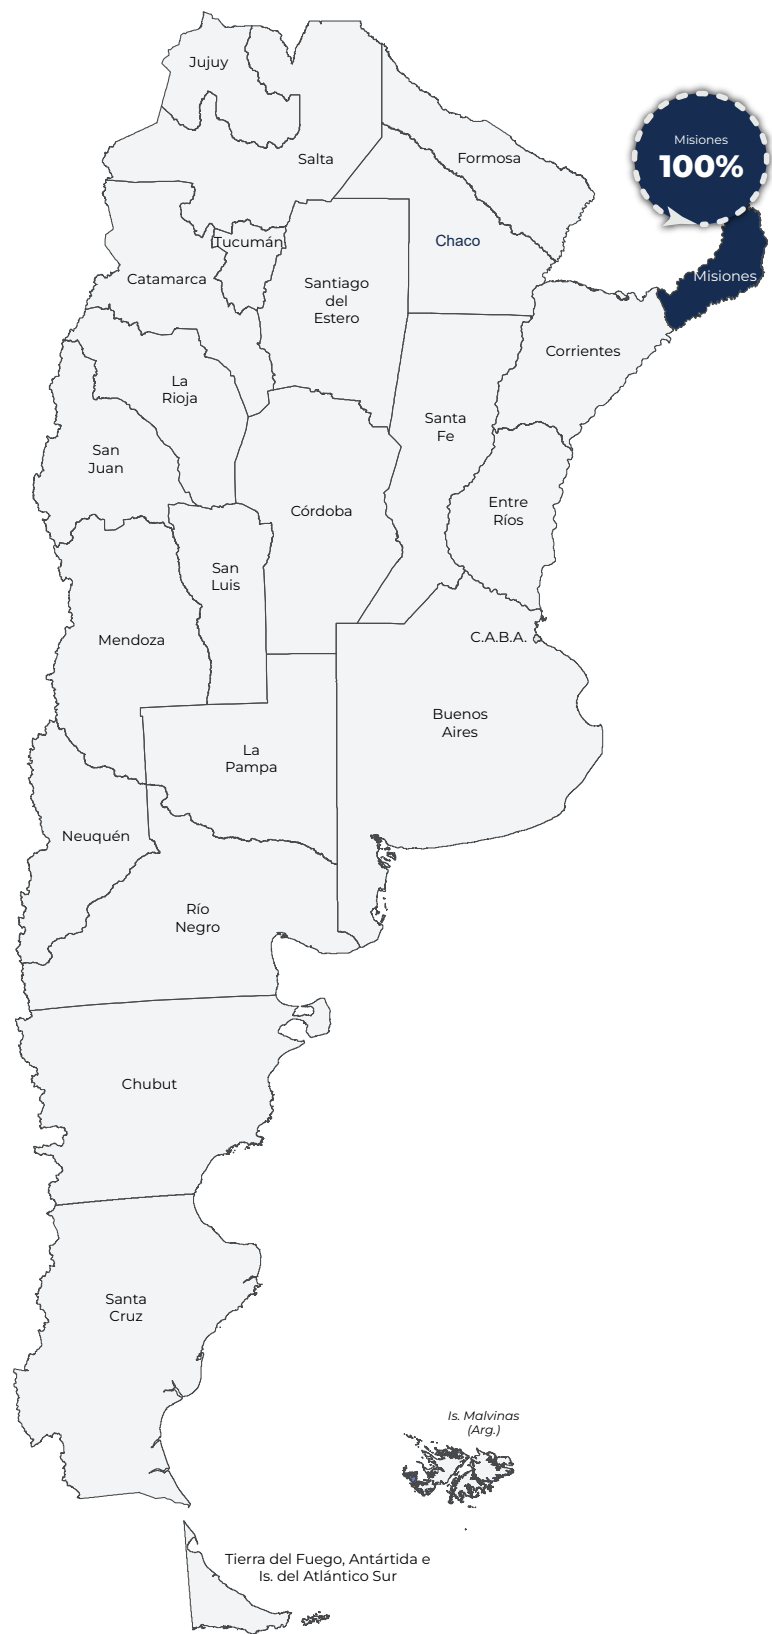 Jujuy
Misiones
100%
Salta
Formosa
Tucumán
Chaco
Misiones
Catamarca
Santiago
del
Estero
Corrientes
La
Rioja
Santa
Fe
San
Juan
Córdoba
Entre
Ríos
San
Luis
C.A.B.A.
Mendoza
Buenos
Aires
La
Pampa
Neuquén
Río
Negro
Chubut
Santa
Cruz
Is. Malvinas
(Arg.)
Tierra del Fuego, Antártida e
Is. del Atlántico Sur